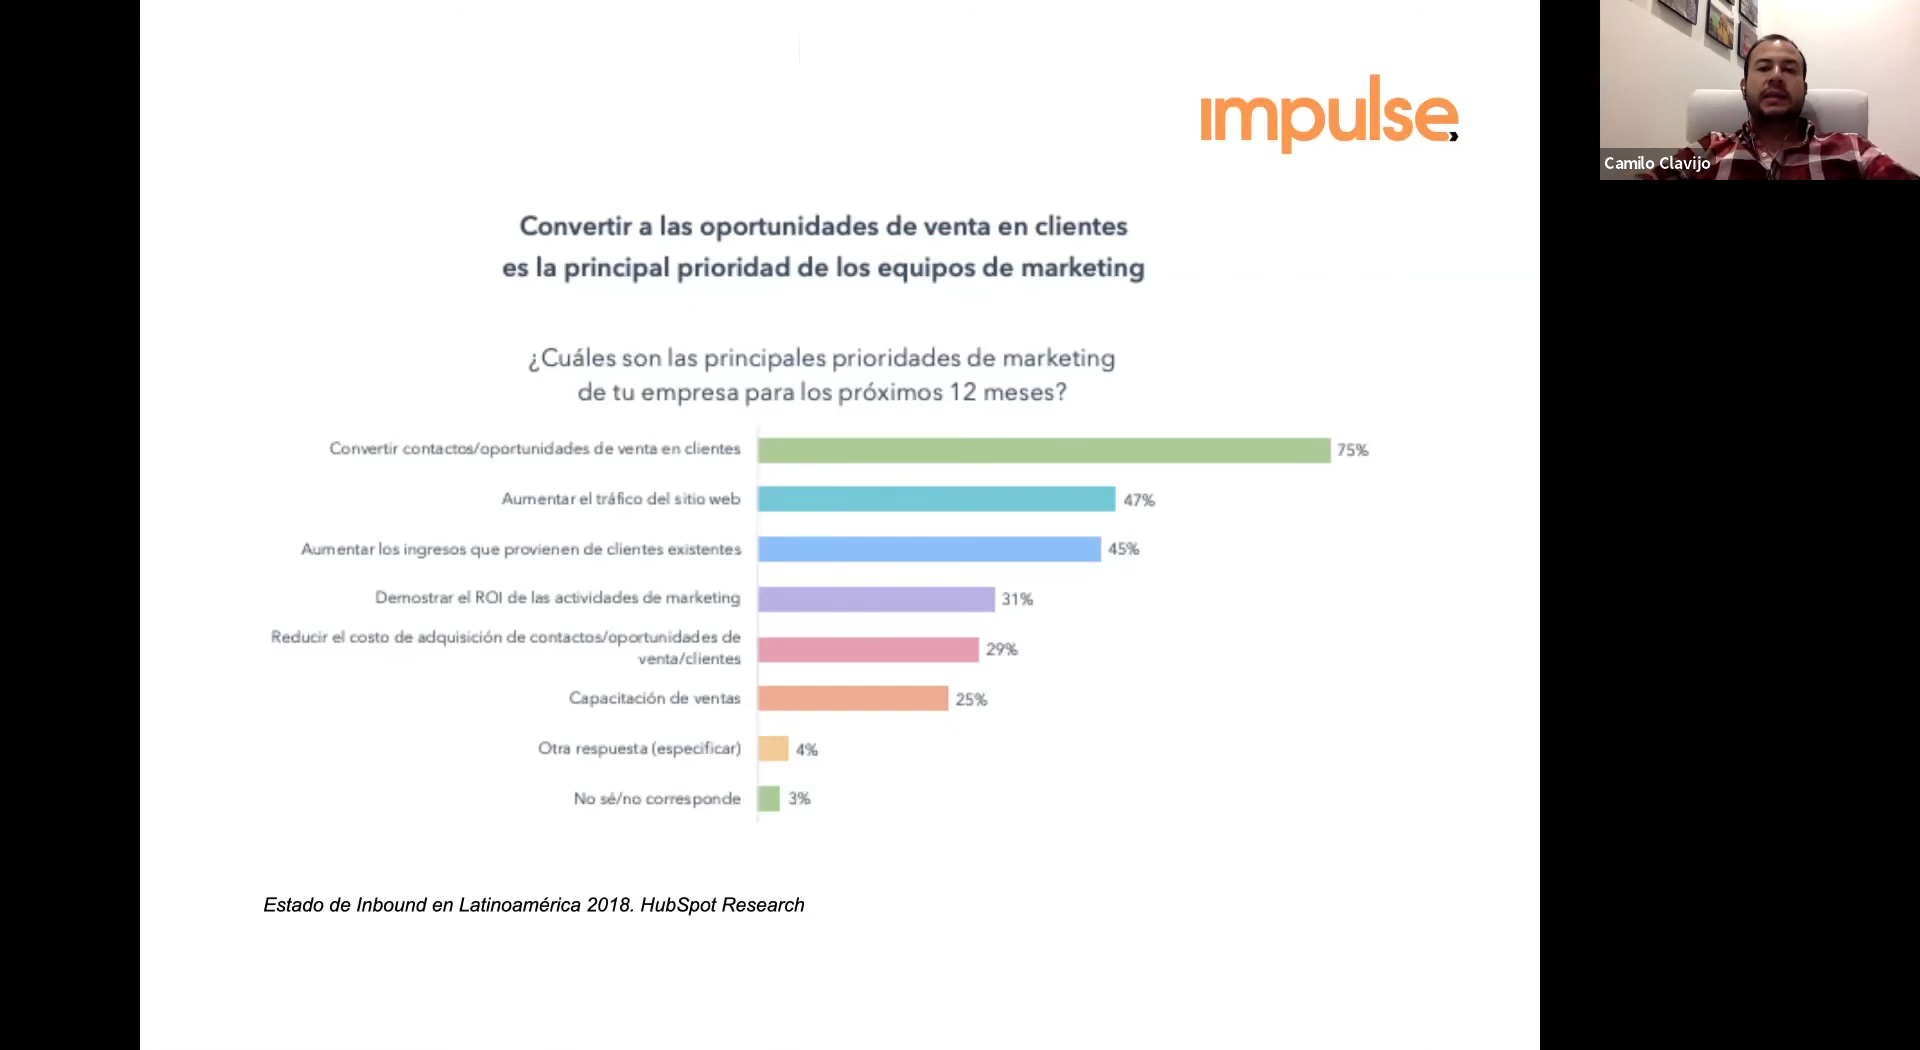 impulse
Camilo Clavijo
Convertir a las oportunidades de venta en clientes
es la principal prioridad de los equipos de marketing
¿Cuáles son las principales prioridades de marketing
de tu empresa para los próximos 12 meses?
Convertir contactos/oportunidades de venta en clientes 75%
Aumentar el tráfico del sitio web 47%
Aumentar los ingresos que provienen de clientes existentes 45%
Demostrar el ROI de las actividades de marketing 31%
Reducir el costo de adquisición de contactos/oportunidades de
venta/clientes 29%
Capacitación de ventas 25%
Otra respuesta (especificar) 4%
No sé/no corresponde 3%
Estado de Inbound en Latinoamérica 2018. HubSpot Research